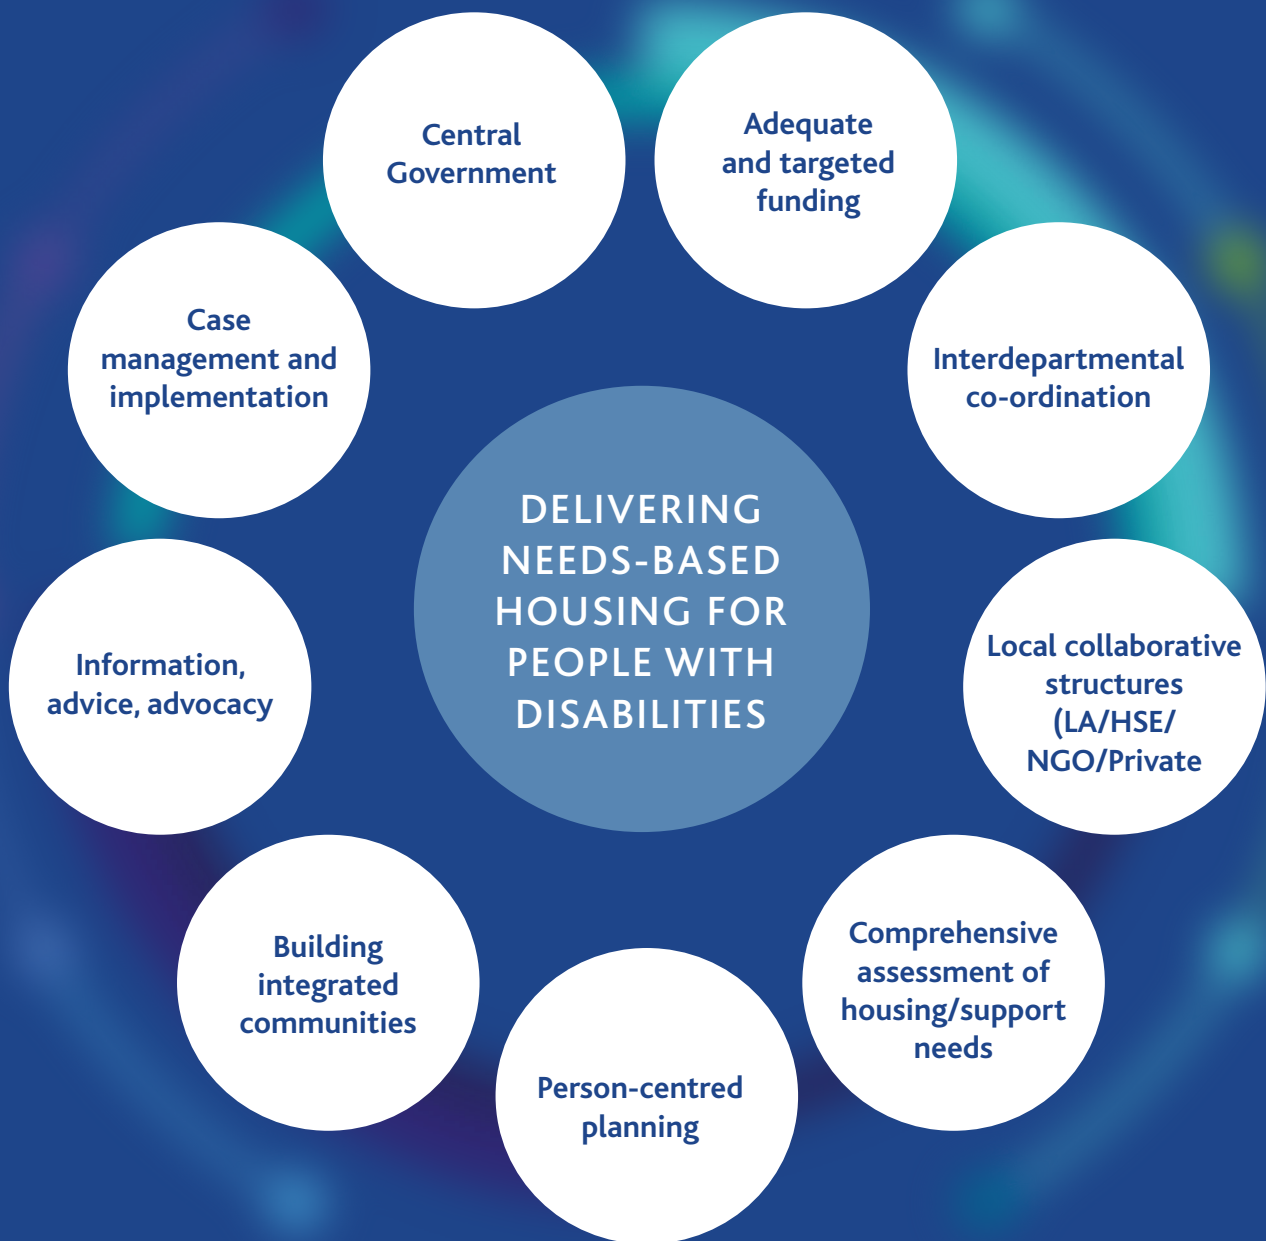 Central
Government
Adequate
and targeted
funding
Case
management and
implementation
Interdepartmental
co-ordination
DELIVERING
NEEDS-BASED
HOUSING FOR
PEOPLE WITH
DISABILITIES
Information,
advice, advocacy
Local collaborative
structures
(LA/HSE/
NGO/Private
Building
integrated
communities
Comprehensive
assessment of
housing/support
needs
Person-centred
planning